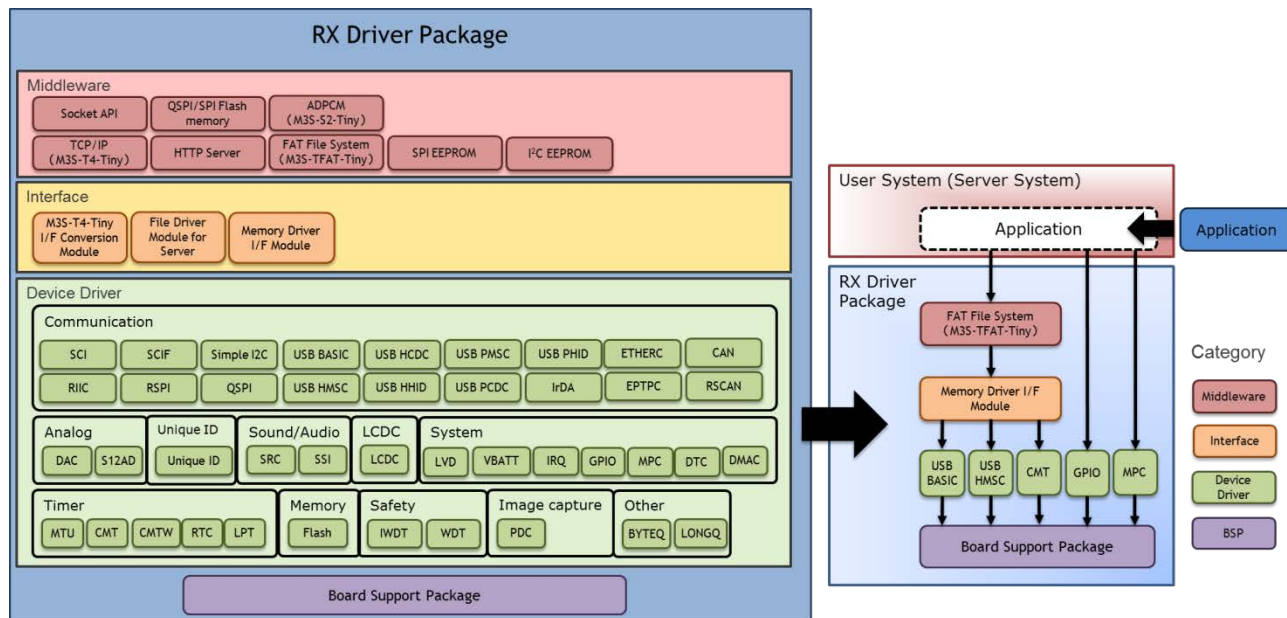 RX Driver Package
Middleware
Socket API
QSPI/SPI Flash
memory
ADPCM
(M3S-S2-Tiny)
TCP/IP
(M3S-T4-Tiny)
HTTP Server
FAT File System
(M3S-TFAT-Tiny)
SPI EEPROM
I²C EEPROM
Interface
M3S-T4-Tiny
I/F Conversion
Module
File Driver
Module for
Server
Memory Driver
I/F Module
Device Driver
Communication
SCI
SCIF
Simple I2C
USB BASIC
USB HCDC
USB PMSC
USB PHID
ETHERC
CAN
RIIC
RSPI
QSPI
USB HMSC
USB HHID
USB PCDC
IrDA
EPTPC
RSCAN
Analog
DAC
S12AD
Unique ID
Unique ID
Sound/Audio
SRC
SSI
LCDC
LCDC
System
LVD
VBATT
IRQ
GPIO
MPC
DTC
DMAC
Timer
MTU
CMT
CMTW
RTC
LPT
Memory
Flash
Safety
IWDT
WDT
Image capture
PDC
Other
BYTEQ
LONGQ
Board Support Package
User System (Server System)
Application
Application
RX Driver
Package
FAT File System
(M3S-TFAT-Tiny)
Memory Driver I/F
Module
USB
BASIC
USB
HMSC
CMT
GPIO
MPC
Board Support Package
Category
Middleware
Interface
Device
Driver
BSP